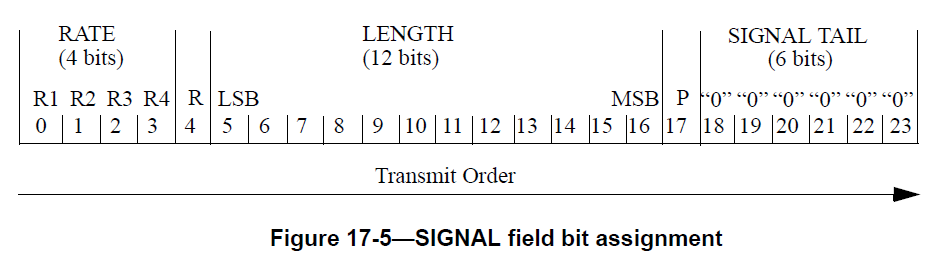 RATE LENGTH SIGNAL TAIL
(4 bits) (12 bits) (6 bits)
R1 R2 R3 R4 R LSB MSB P “0” “0” “0” “0” “0” “0”
0 1 2 3 4 5 6 7 8 9 10 11 12 13 14 15 16 17 18 19 20 21 22 23
Transmit Order
Figure 17-5—SIGNAL field bit assignment